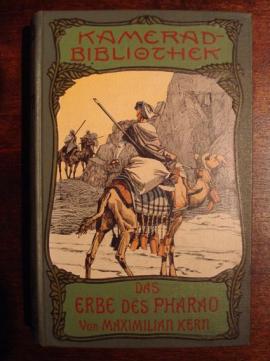 KAMERAD-
BIBLIOTHEK
DAS
ERBE DES PHARAO
Von MAXIMILIAN KERN